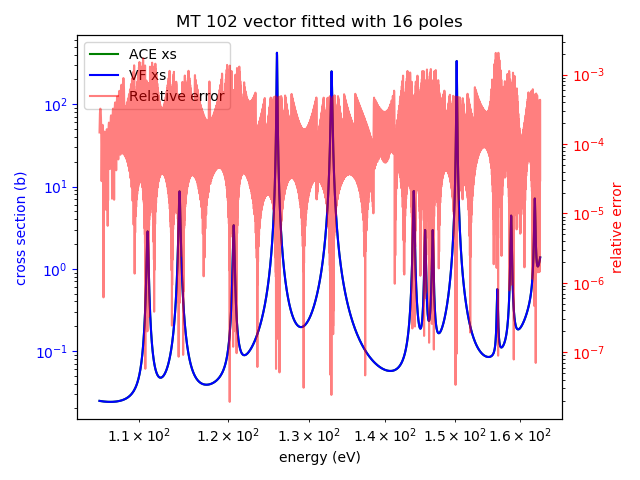 MT 102 vector fitted with 16 poles
ACE xs
VF xs
Relative error
cross section (b)
10²
10¹
10⁰
10⁻¹
10⁻³
10⁻⁴
10⁻⁵
10⁻⁶
10⁻⁷
relative error
1.1 × 10² 1.2 × 10² 1.3 × 10² 1.4 × 10² 1.5 × 10² 1.6 × 10²
energy (eV)